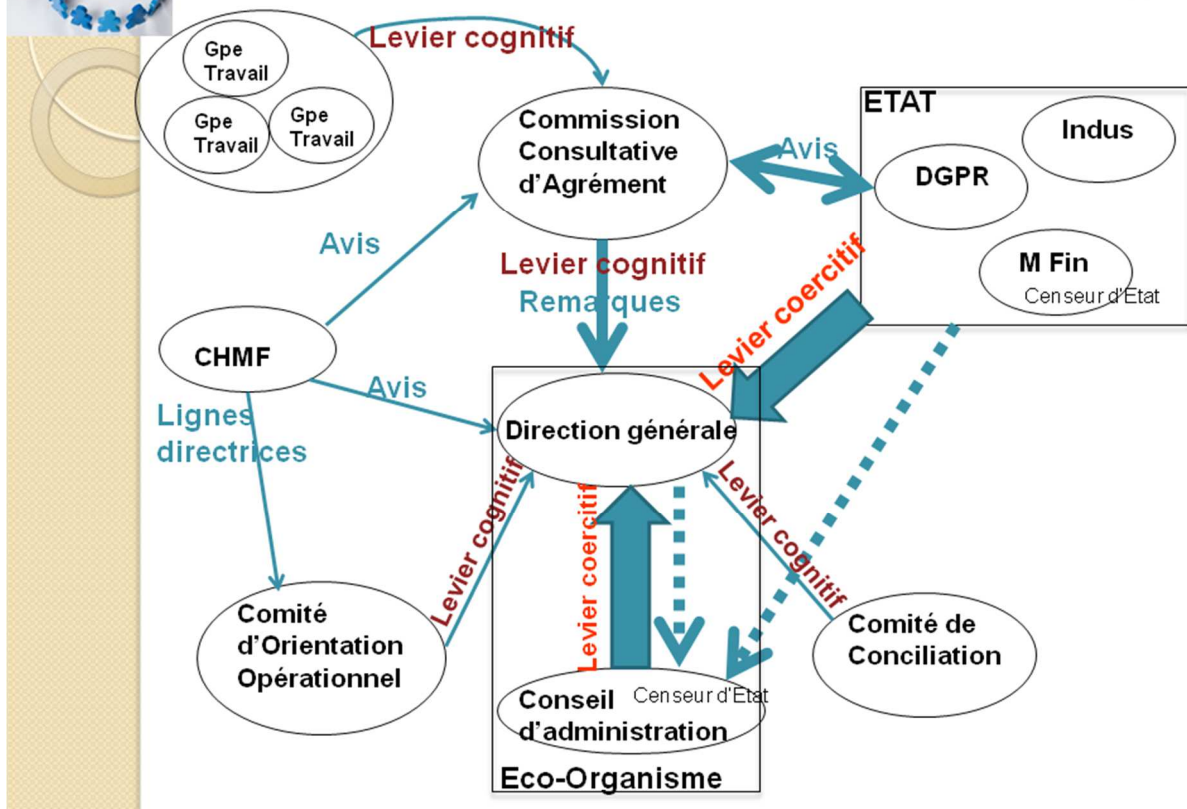 Levier cognitif
Gpe
Travail
Gpe
Travail
Gpe
Travail
Commission
Consultative
d'Agrément
Avis
ETAT
Indus
DGPR
M Fin
Censeur d'Etat
Avis
Levier cognitif
Remarques
Levier coercitif
CHMF
Avis
Lignes
directrices
Direction générale
Levier cognitif
Levier coercitif
Levier cognitif
Comité
d'Orientation
Opérationnel
Comité de
Conciliation
Conseil
d'administration
Censeur d'Etat
Eco-Organisme